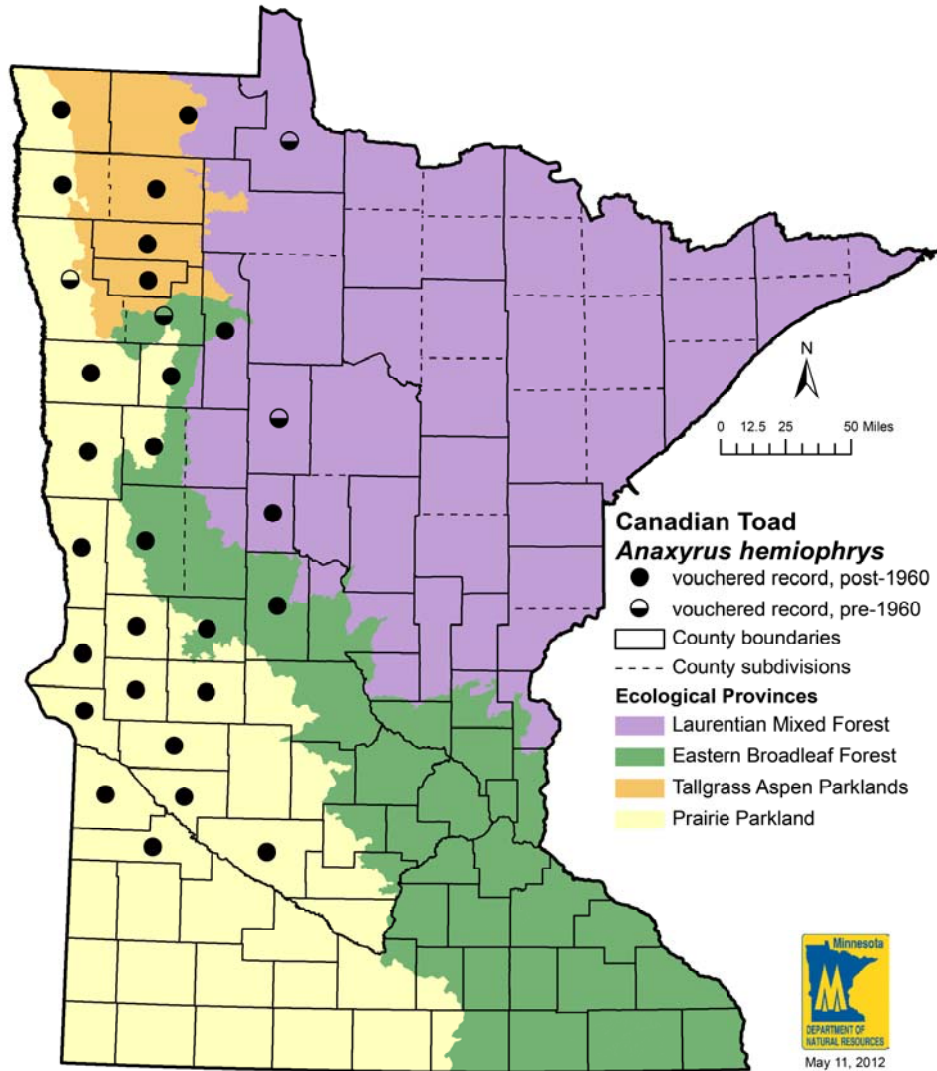 N
0 12.5 25 50 Miles
Canadian Toad
Anaxyrus hemiophrys
vouchered record, post-1960
vouchered record, pre-1960
County boundaries
County subdivisions
Ecological Provinces
Laurentian Mixed Forest
Eastern Broadleaf Forest
Tallgrass Aspen Parklands
Prairie Parkland
Minnesota
M
DEPARTMENT OF
NATURAL RESOURCES
May 11, 2012